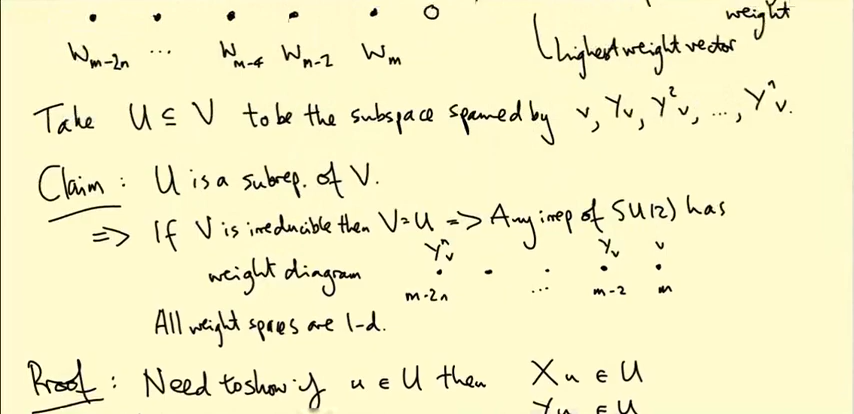 weight
highest weight vector
W_{m-2n} ... W_{m-4} W_{m-2} W_m
Take U ⊆ V to be the subspace spanned by v, Yv, Y²v, ..., Yⁿv.
Claim: U is a subrep. of V.
=> If V is irreducible then V=U => Any irrep of SU(2) has
Yⁿv Yv v
weight diagram
m-2n ... m-2 m
All weight spaces are 1-d.
Proof: Need to show if u ∈ U then Xu ∈ U
Yu ∈ U